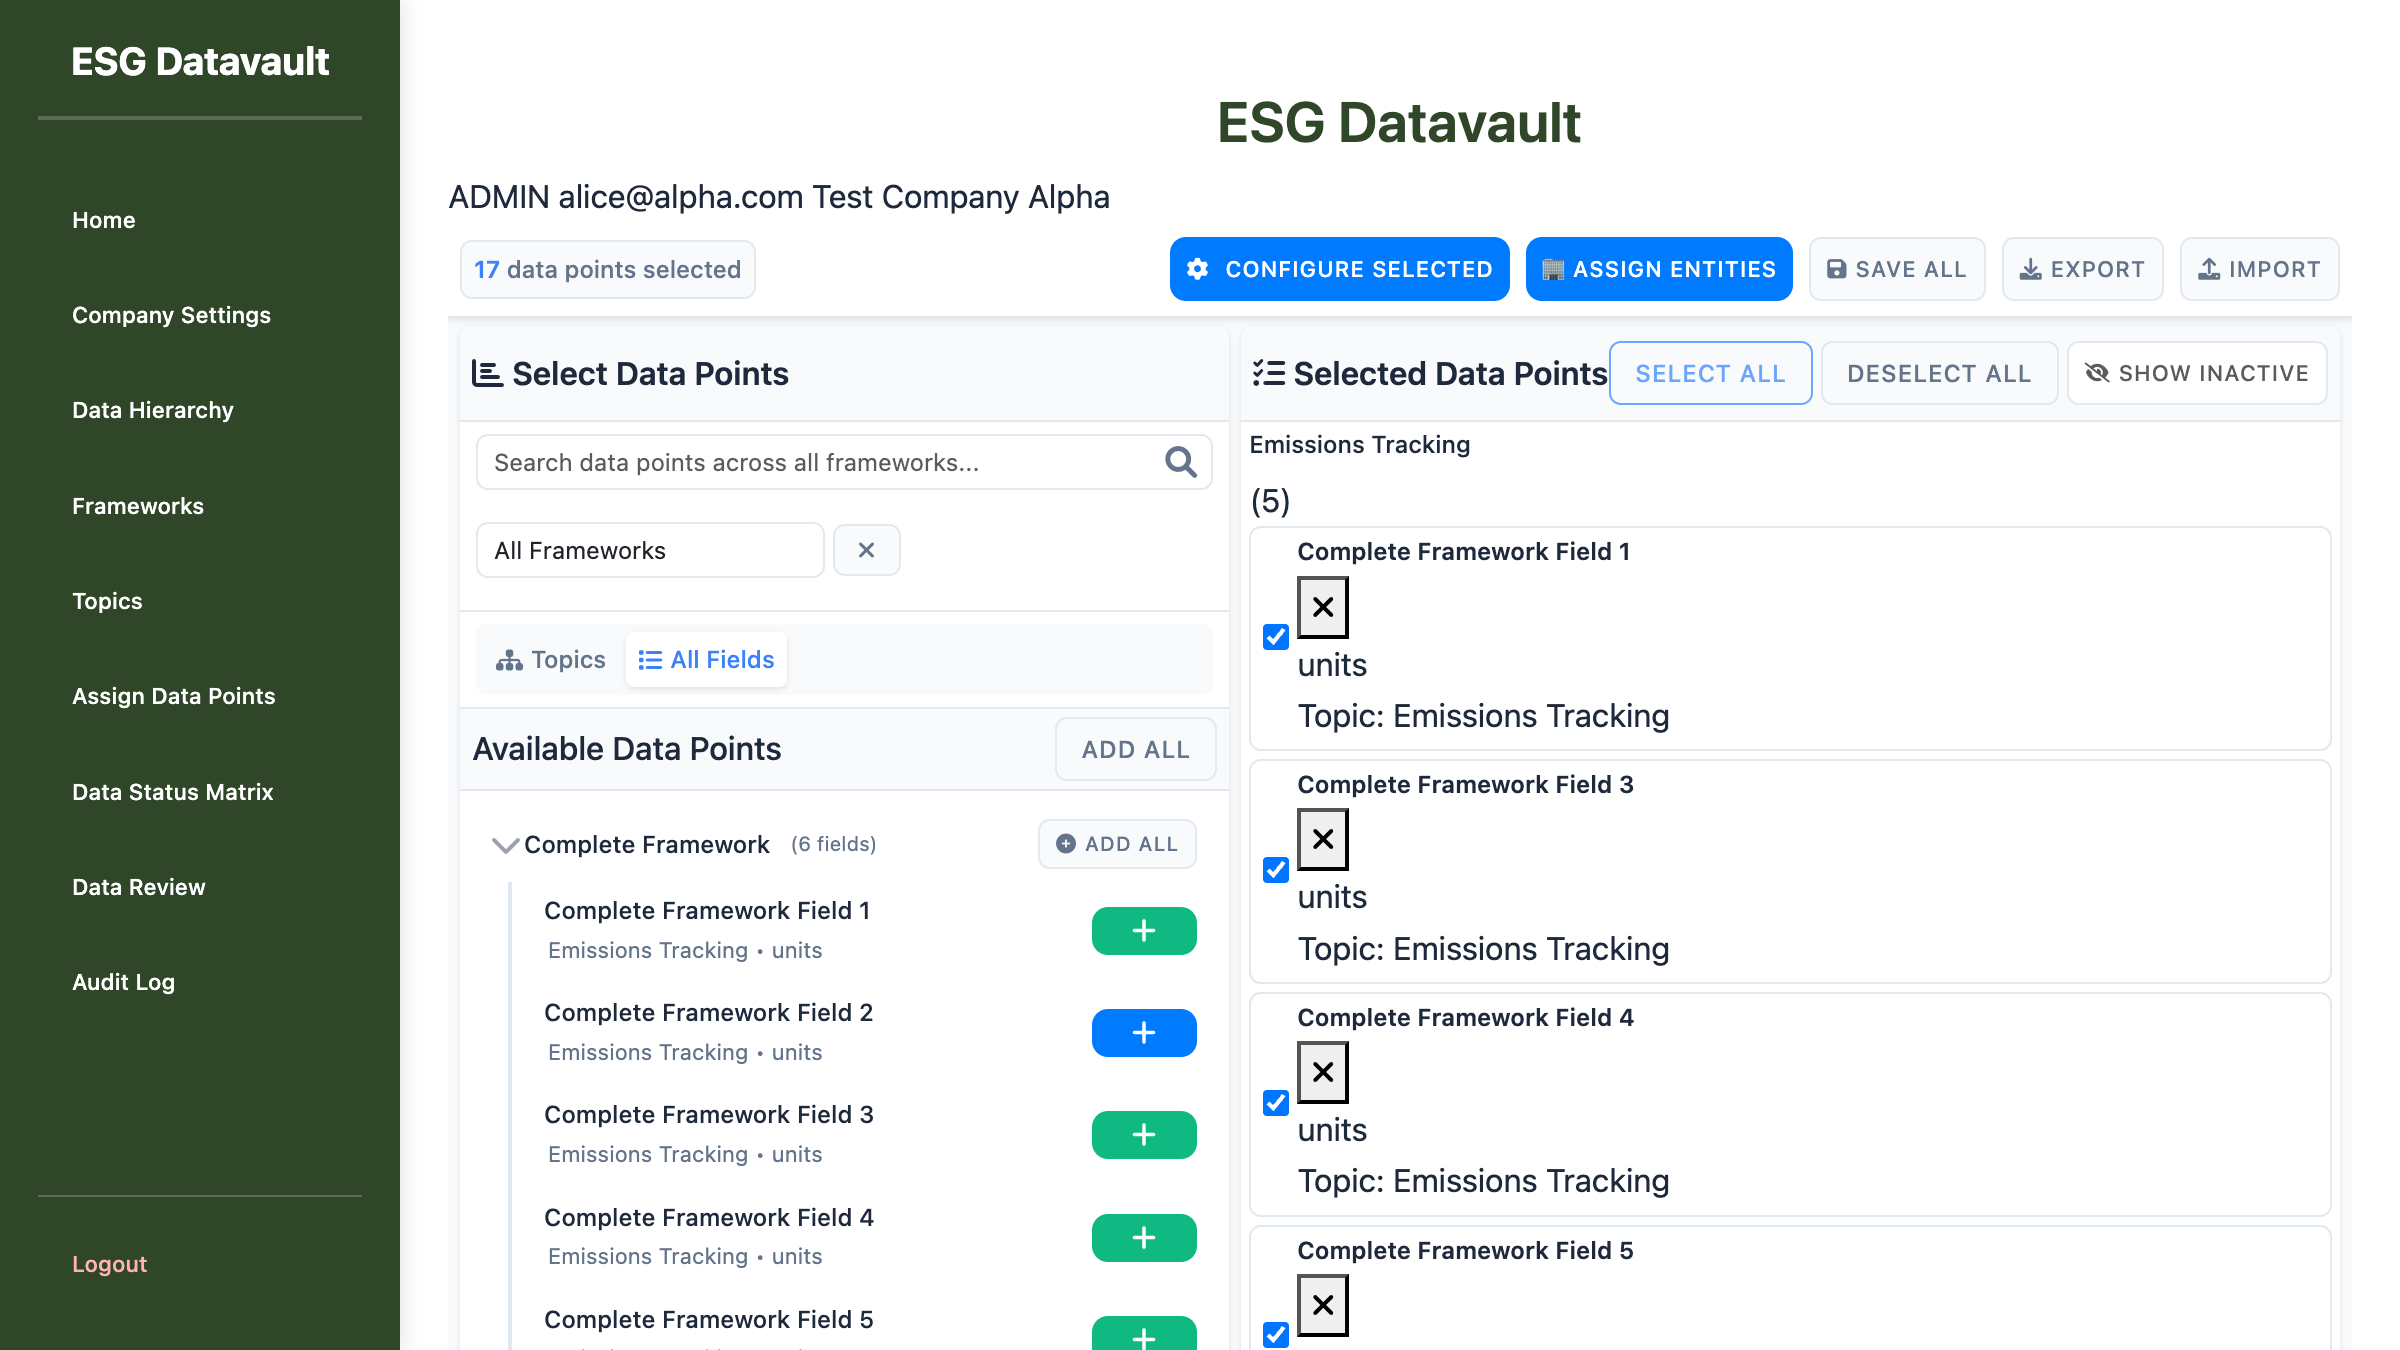 ESG Datavault
Home
Company Settings
Data Hierarchy
Frameworks
Topics
Assign Data Points
Data Status Matrix
Data Review
Audit Log
Logout
ESG Datavault
ADMIN alice@alpha.com Test Company Alpha
17 data points selected
CONFIGURE SELECTED
ASSIGN ENTITIES
SAVE ALL
EXPORT
IMPORT
Select Data Points
Search data points across all frameworks...
All Frameworks
Topics
All Fields
Available Data Points
ADD ALL
Complete Framework (6 fields)
ADD ALL
Complete Framework Field 1
Emissions Tracking • units
Complete Framework Field 2
Emissions Tracking • units
Complete Framework Field 3
Emissions Tracking • units
Complete Framework Field 4
Emissions Tracking • units
Complete Framework Field 5
Selected Data Points
SELECT ALL
DESELECT ALL
SHOW INACTIVE
Emissions Tracking
(5)
Complete Framework Field 1
units
Topic: Emissions Tracking
Complete Framework Field 3
units
Topic: Emissions Tracking
Complete Framework Field 4
units
Topic: Emissions Tracking
Complete Framework Field 5